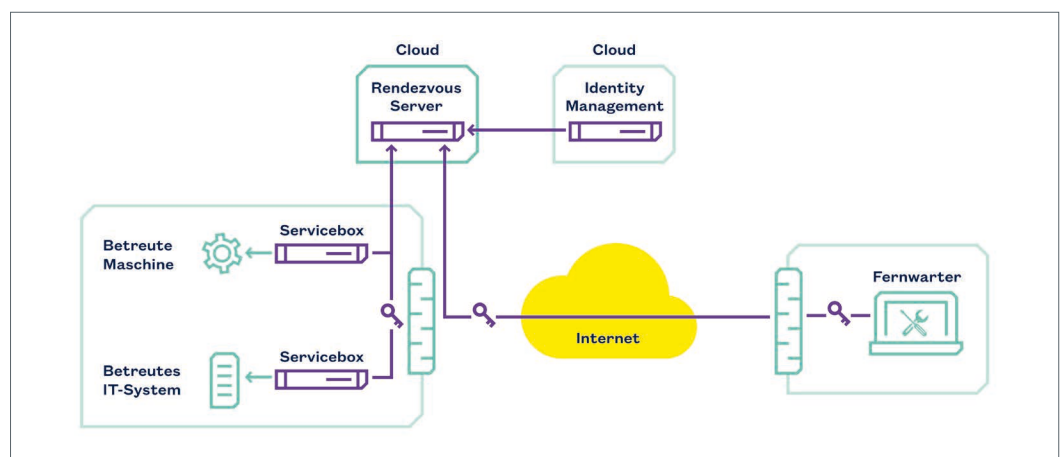 Cloud
Cloud
Rendezvous
Server
Identity
Management
Betreute
Maschine
Servicebox
Fernwarter
Internet
Betreutes
IT-System
Servicebox